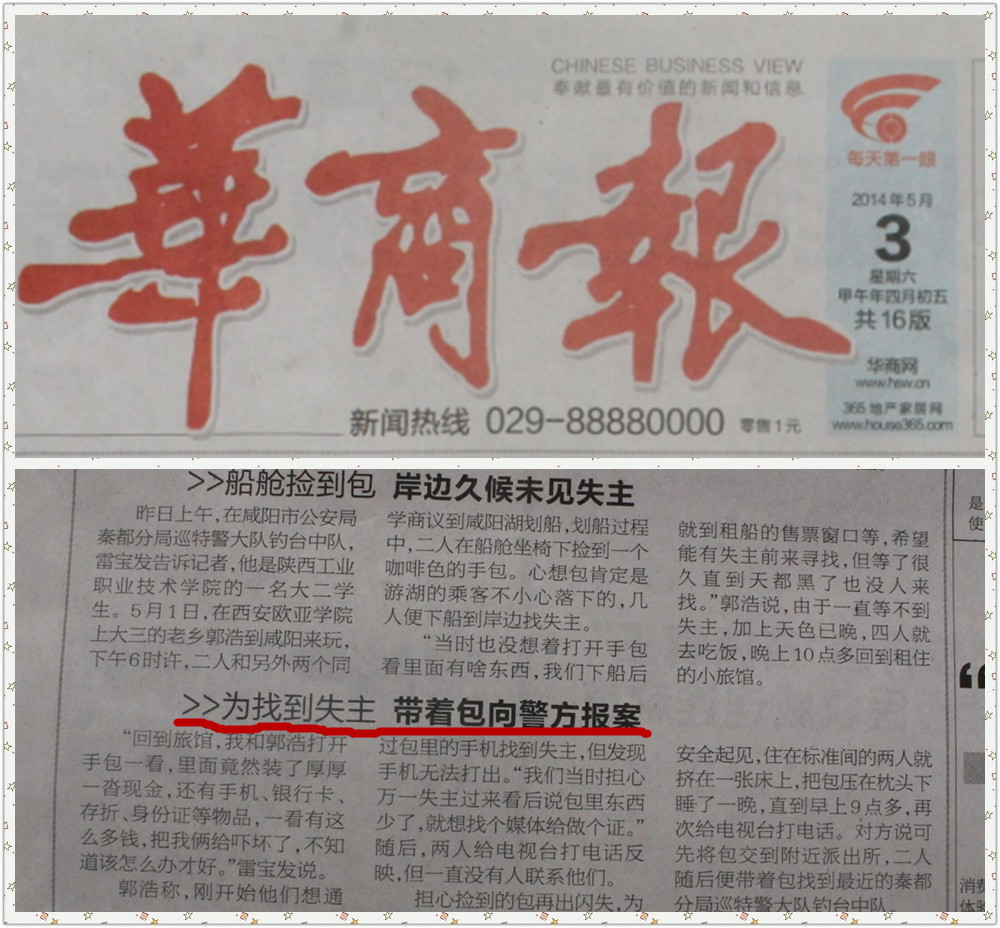 華商報
CHINESE BUSINESS VIEW
奉献最有价值的新闻和信息
每天第一眼
2014年5月
3
星期六
甲午年四月初五
共16版
华商网
www.hsw.cn
365地产家居网
www.house365.com
新闻热线 029-88880000 零售1元
>>船舱捡到包 岸边久候未见失主
昨日上午,在咸阳市公安局
秦都分局巡特警大队钓台中队,
雷宝发告诉记者,他是陕西工业
职业技术学院的一名大二学
生。5月1日,在西安欧亚学院
上大三的老乡郭浩到咸阳来玩,
下午6时许,二人和另外两个同
学商议到咸阳湖划船,划船过程
中,二人在船舱坐椅下捡到一个
咖啡色的手包。心想包肯定是
游湖的乘客不小心落下的,几
人便下船到岸边找失主。
“当时也没想着打开手包
看里面有啥东西,我们下船后
就到租船的售票窗口等,希望
能有失主前来寻找,但等了很
久直到天都黑了也没人来
找。”郭浩说,由于一直等不到
失主,加上天色已晚,四人就
去吃饭,晚上10点多回到租住
的小旅馆。
>>为找到失主 带着包向警方报案
“回到旅馆,我和郭浩打开
手包一看,里面竟然装了厚厚
一沓现金,还有手机、银行卡、
存折、身份证等物品,一看有这
么多钱,把我俩给吓坏了,不知
道该怎么办才好。”雷宝发说。
郭浩称,刚开始他们想通
过包里的手机找到失主,但发现
手机无法打出。“我们当时担心
万一失主过来看后说包里东西
少了,就想找个媒体给做个证。”
随后,两人给电视台打电话反
映,但一直没有人联系他们。
担心捡到的包再出闪失,为
安全起见,住在标准间的两人就
挤在一张床上,把包压在枕头下
睡了一晚,直到早上9点多,再
次给电视台打电话。对方说可
先将包交到附近派出所,二人
随后便带着包找到最近的秦都
分局巡特警大队钓台中队。
是
使
“
消费
体验